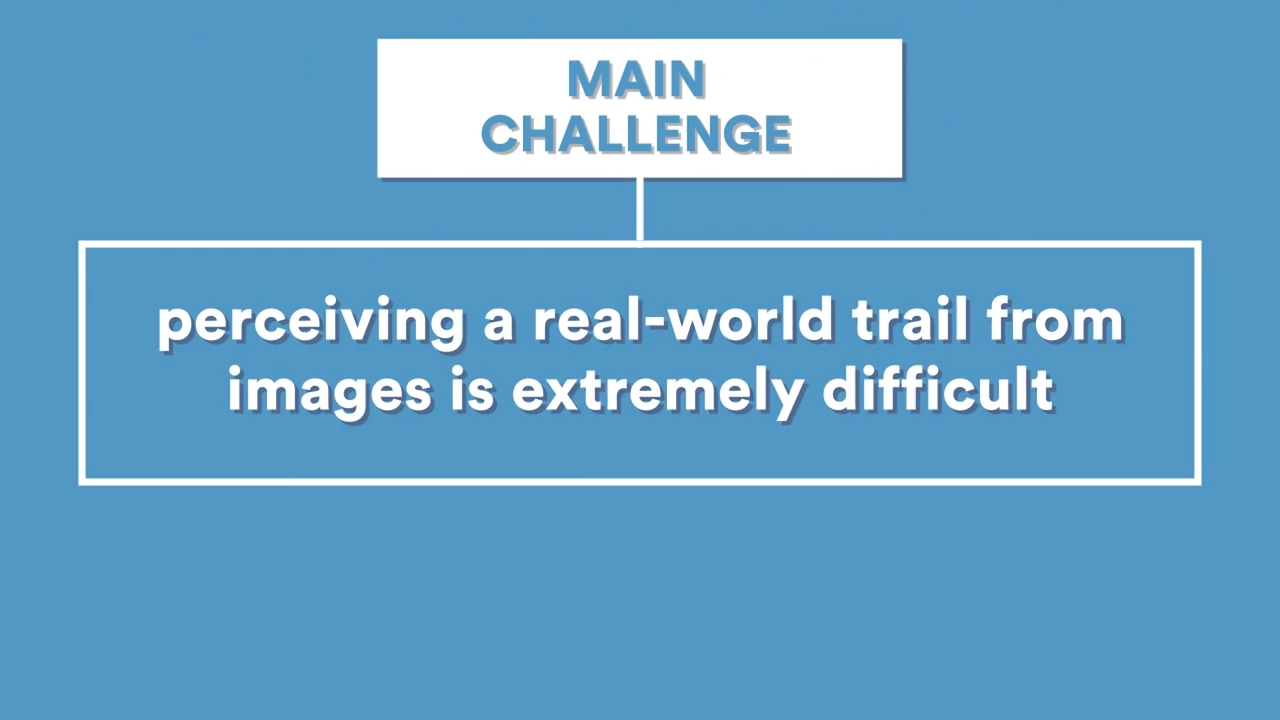 MAIN
CHALLENGE
perceiving a real-world trail from
images is extremely difficult